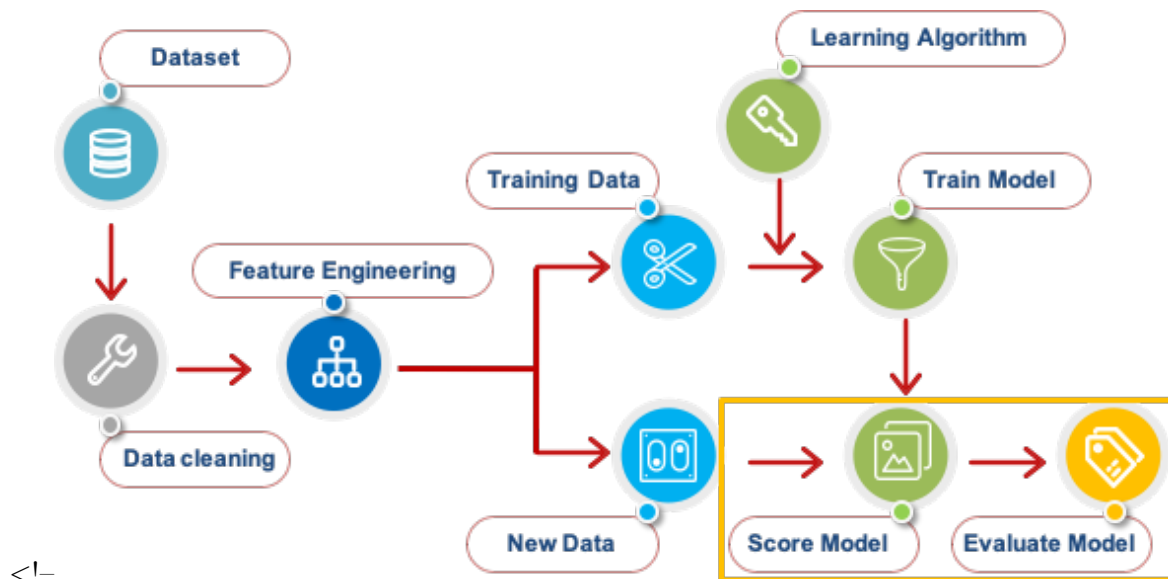 Learning Algorithm
Dataset
Training Data
Train Model
Feature Engineering
Data cleaning
New Data
Score Model
Evaluate Model
<!–